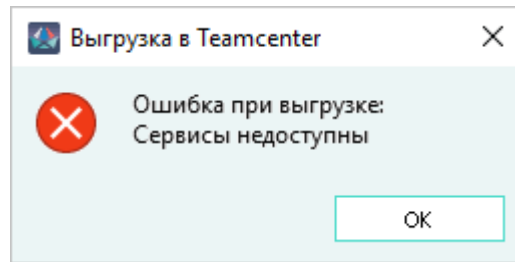 Выгрузка в Teamcenter
Ошибка при выгрузке:
Сервисы недоступны
OK